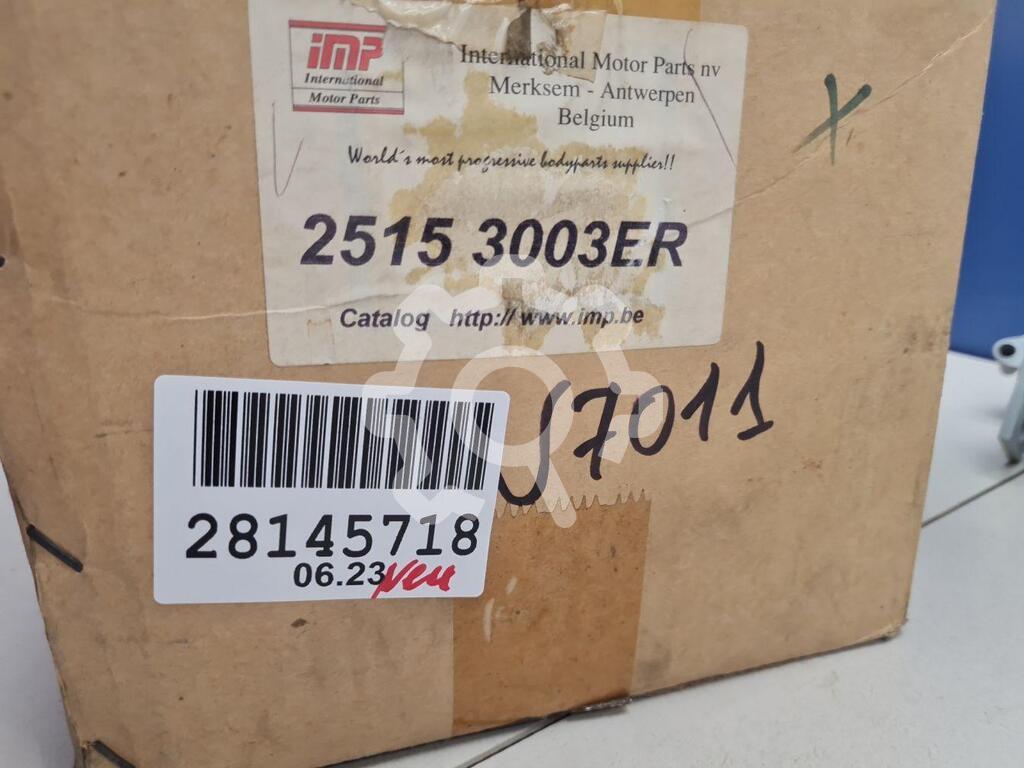 imp
International
Motor Parts
International Motor Parts nv
Merksem - Antwerpen
Belgium
World's most progressive bodyparts supplier!!
2515 3003ER
Catalog http://www.imp.be
J7011
28145718
06.23